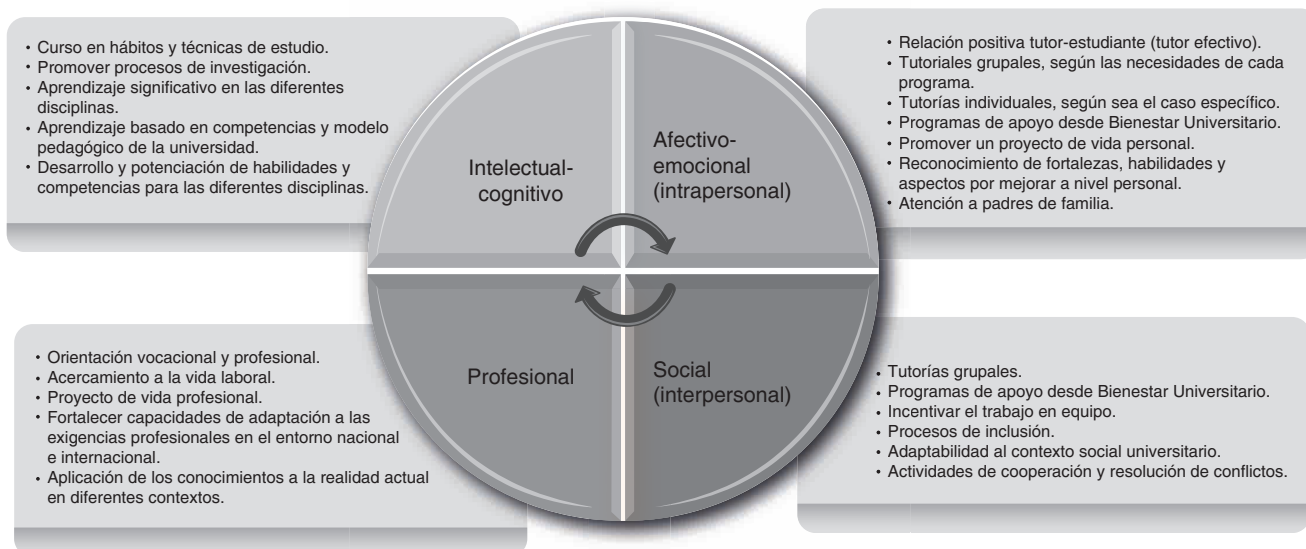 • Curso en hábitos y técnicas de estudio.
• Promover procesos de investigación.
• Aprendizaje significativo en las diferentes
disciplinas.
• Aprendizaje basado en competencias y modelo
pedagógico de la universidad.
• Desarrollo y potenciación de habilidades y
competencias para las diferentes disciplinas.
Intelectual-
cognitivo
Afectivo-
emocional
(intrapersonal)
• Relación positiva tutor-estudiante (tutor efectivo).
• Tutoriales grupales, según las necesidades de cada
programa.
• Tutorías individuales, según sea el caso específico.
• Programas de apoyo desde Bienestar Universitario.
• Promover un proyecto de vida personal.
• Reconocimiento de fortalezas, habilidades y
aspectos por mejorar a nivel personal.
• Atención a padres de familia.
• Orientación vocacional y profesional.
• Acercamiento a la vida laboral.
• Proyecto de vida profesional.
• Fortalecer capacidades de adaptación a las
exigencias profesionales en el entorno nacional
e internacional.
• Aplicación de los conocimientos a la realidad actual
en diferentes contextos.
Profesional
Social
(interpersonal)
• Tutorías grupales.
• Programas de apoyo desde Bienestar Universitario.
• Incentivar el trabajo en equipo.
• Procesos de inclusión.
• Adaptabilidad al contexto social universitario.
• Actividades de cooperación y resolución de conflictos.